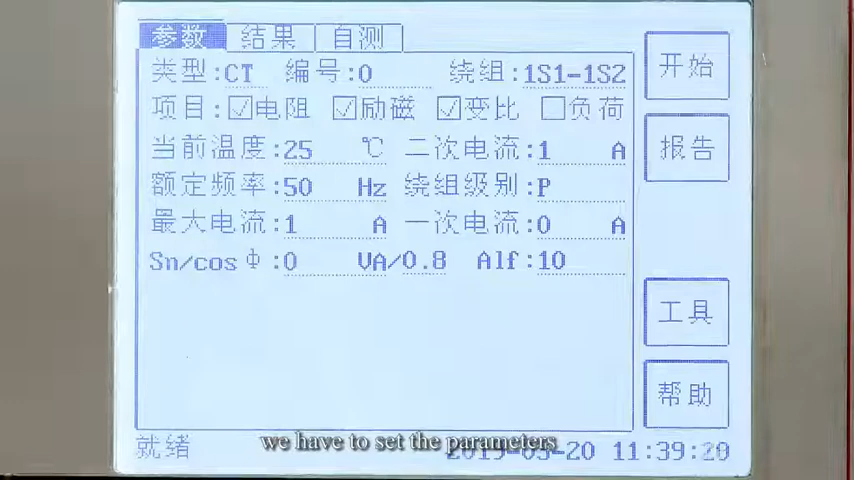 参数 结果 自测
类型:CT 编号:0 绕组:1S1-1S2
项目:☑电阻 ☑励磁 ☑变比 ☐负荷
当前温度:25 ℃ 二次电流:1 A
额定频率:50 Hz 绕组级别:P
最大电流:1 A 一次电流:0 A
Sn/cosΦ:0 VA/0.8 Alf:10
开始
报告
工具
帮助
we have to set the parameters
就绪 2019-03-20 11:39:20